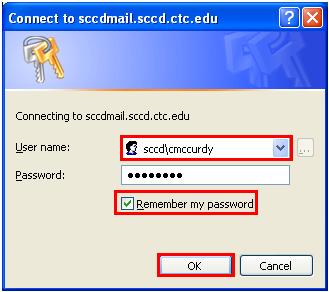 Connect to sccdmail.sccd.ctc.edu
Connecting to sccdmail.sccd.ctc.edu
User name: sccd\cmccurdy ...
Password: ●●●●●●●●
Remember my password
OK Cancel